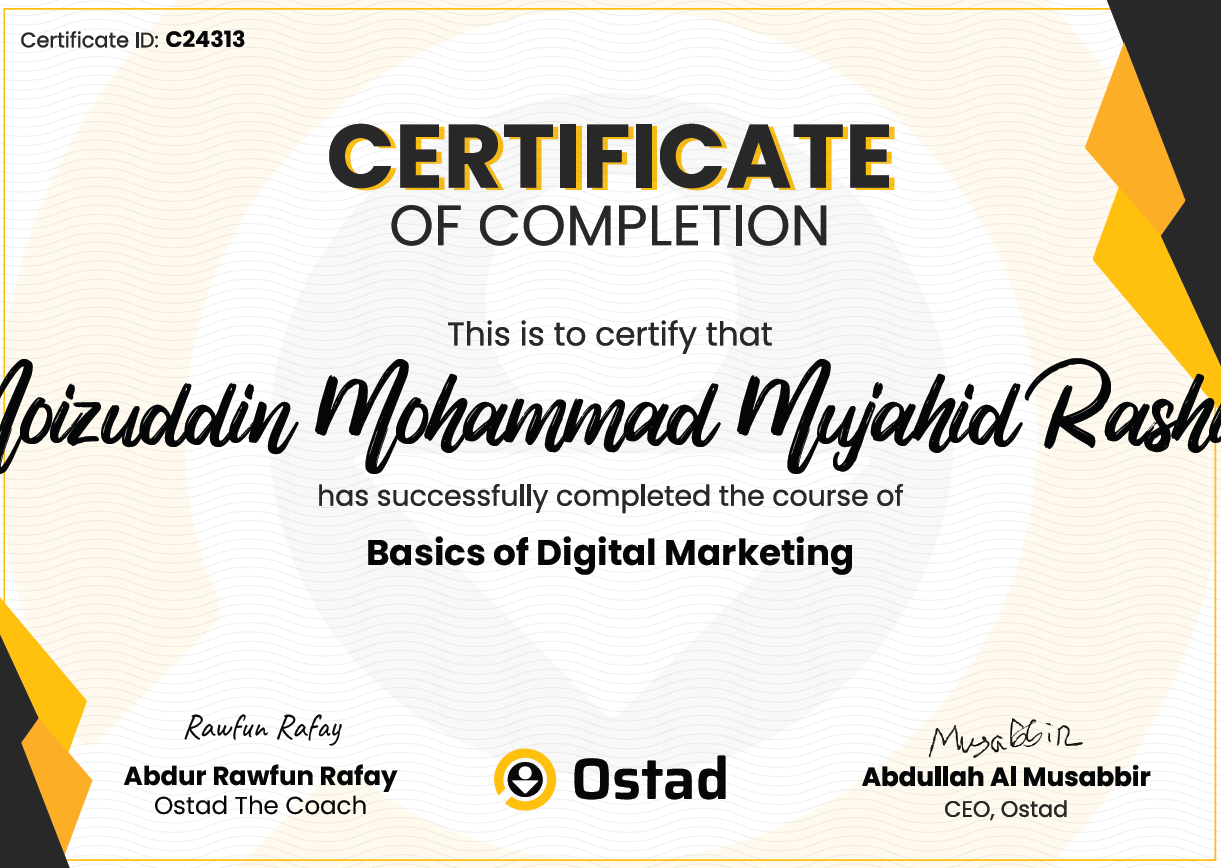 Certificate ID: C24313
CERTIFICATE
OF COMPLETION
This is to certify that
Mohammad Mujahid
has successfully completed the course of
Basics of Digital Marketing
Rawfun Rafay
Abdur Rawfun Rafay
Ostad The Coach
Ostad
Musabbir
Abdullah Al Musabbir
CEO, Ostad